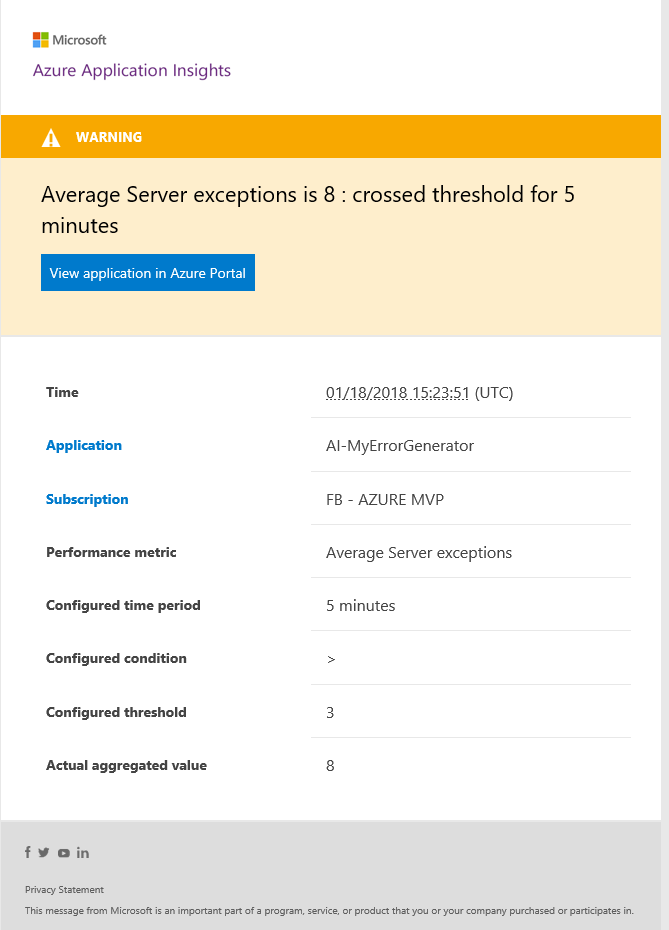 Microsoft
Azure Application Insights
WARNING
Average Server exceptions is 8 : crossed threshold for 5
minutes
View application in Azure Portal
Time 01/18/2018 15:23:51 (UTC)
Application AI-MyErrorGenerator
Subscription FB - AZURE MVP
Performance metric Average Server exceptions
Configured time period 5 minutes
Configured condition >
Configured threshold 3
Actual aggregated value 8
Privacy Statement
This message from Microsoft is an important part of a program, service, or product that you or your company purchased or participates in.